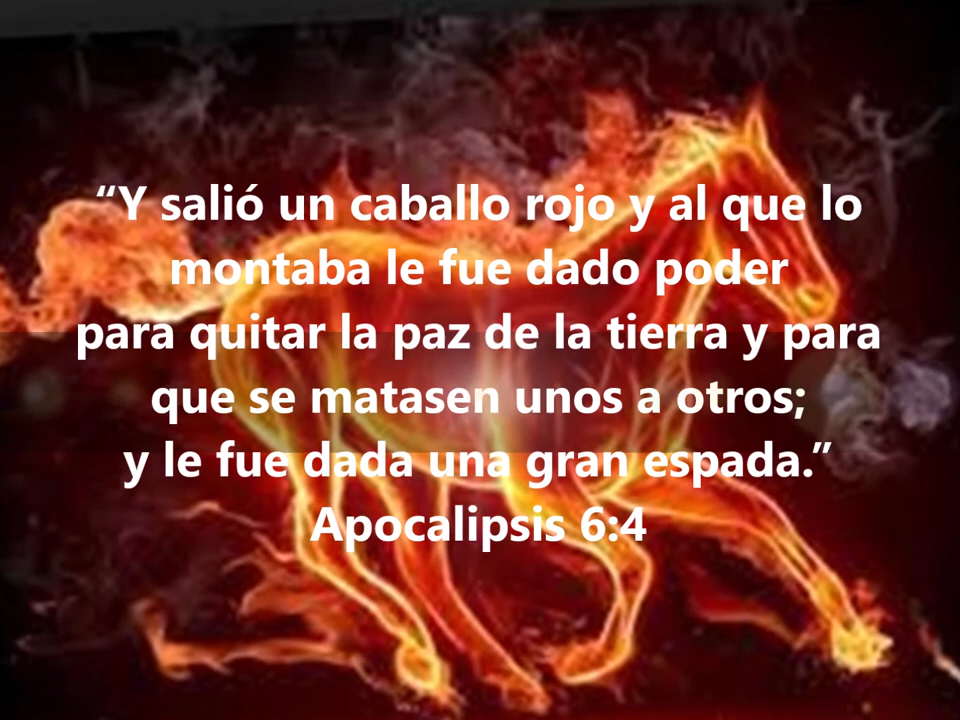 “Y salió un caballo rojo y al que lo
montaba le fue dado poder
para quitar la paz de la tierra y para
que se matasen unos a otros;
y le fue dada una gran espada.”
Apocalipsis 6:4